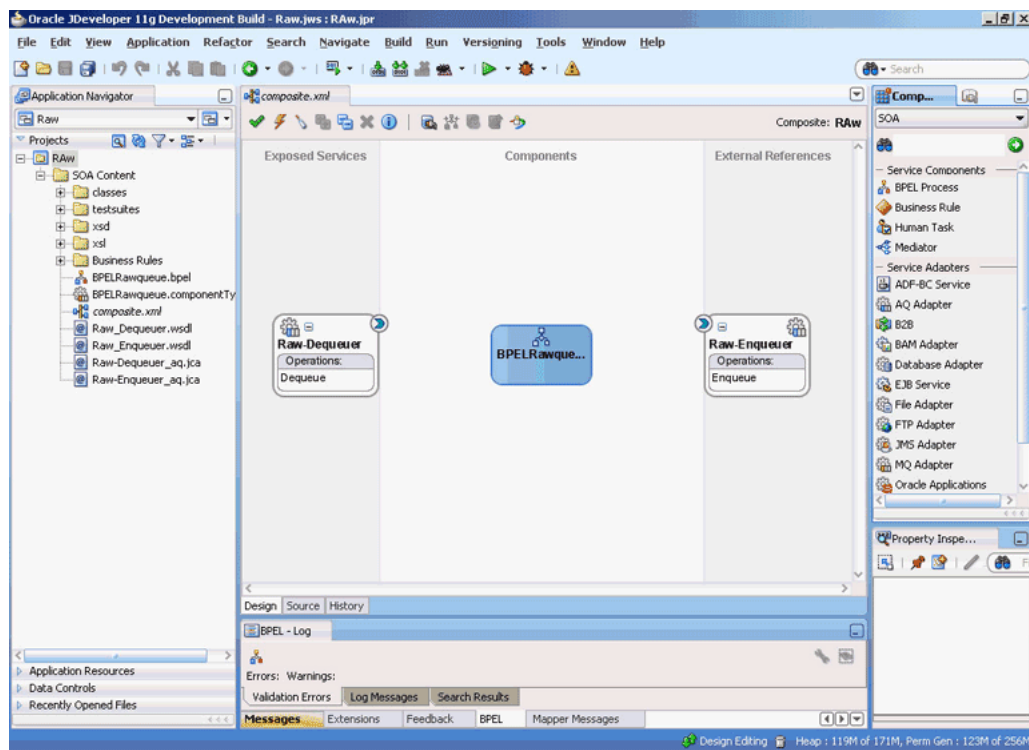 Oracle JDeveloper 11g Development Build - Raw.jws : RAw.jpr
File Edit View Application Refactor Search Navigate Build Run Versioning Tools Window Help
Search
Application Navigator
composite.xml
Comp...
Raw
Composite: RAw
SOA
Projects
RAw
SOA Content
classes
testsuites
xsd
xsl
Business Rules
BPELRawqueue.bpel
BPELRawqueue.componentTy
composite.xml
Raw_Dequeuer.wsdl
Raw_Enqueuer.wsdl
Raw-Dequeuer_aq.jca
Raw-Enqueuer_aq.jca
Exposed Services
Components
External References
Raw-Dequeuer
Operations:
Dequeue
BPELRawque...
Raw-Enqueuer
Operations:
Enqueue
Service Components
BPEL Process
Business Rule
Human Task
Mediator
Service Adapters
ADF-BC Service
AQ Adapter
B2B
BAM Adapter
Database Adapter
EJB Service
File Adapter
FTP Adapter
JMS Adapter
MQ Adapter
Oracle Applications
Property Inspe...
Design Source History
BPEL - Log
Errors: Warnings:
Validation Errors Log Messages Search Results
Messages Extensions Feedback BPEL Mapper Messages
Application Resources
Data Controls
Recently Opened Files
Design Editing Heap : 119M of 171M, Perm Gen : 123M of 256M